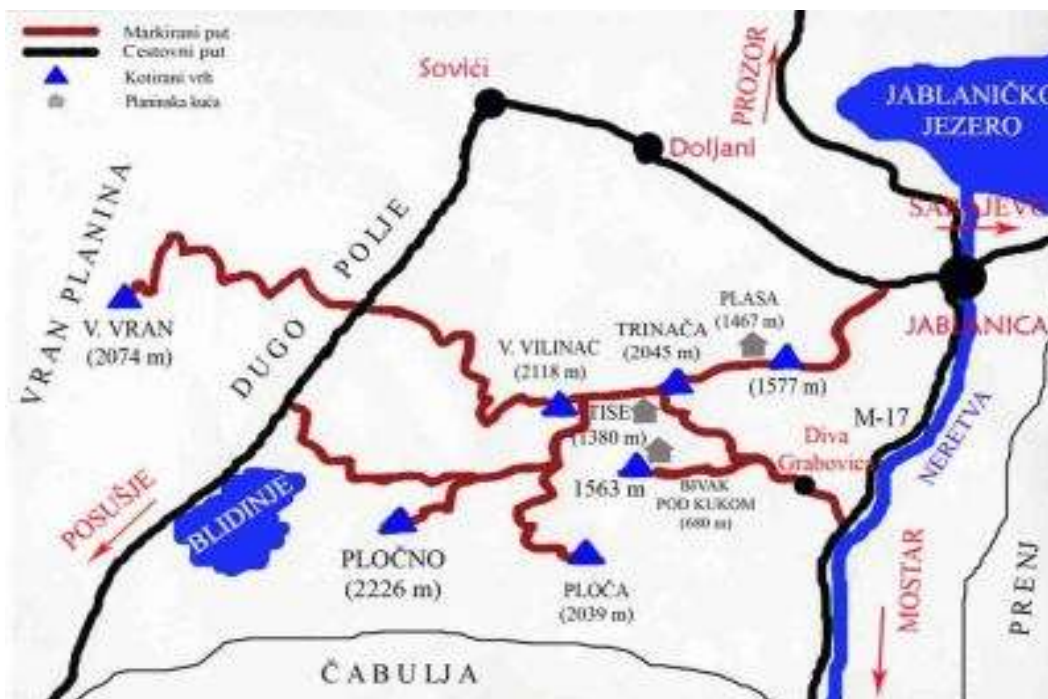 Markirani put
Cestovni put
Kotirani vrh
Planinska kuća
Sovići
Doljani
PROZOR
JABLANIČKO
JEZERO
SARAJEVO
VRAN PLANINA
DUGO POLJE
V. VRAN
(2074 m)
V. VILINAC
(2118 m)
TRINAČA
(2045 m)
PLASA
(1467 m)
(1577 m)
JABLANICA
TISE
(1380 m)
M-17
Diva
Grabovica
NERETVA
1563 m
BIVAK
POD KUKOM
(680 m)
POSUŠJE
BLIDINJE
PLOČNO
(2226 m)
PLOČA
(2039 m)
MOSTAR
PRENJ
ČABULJA